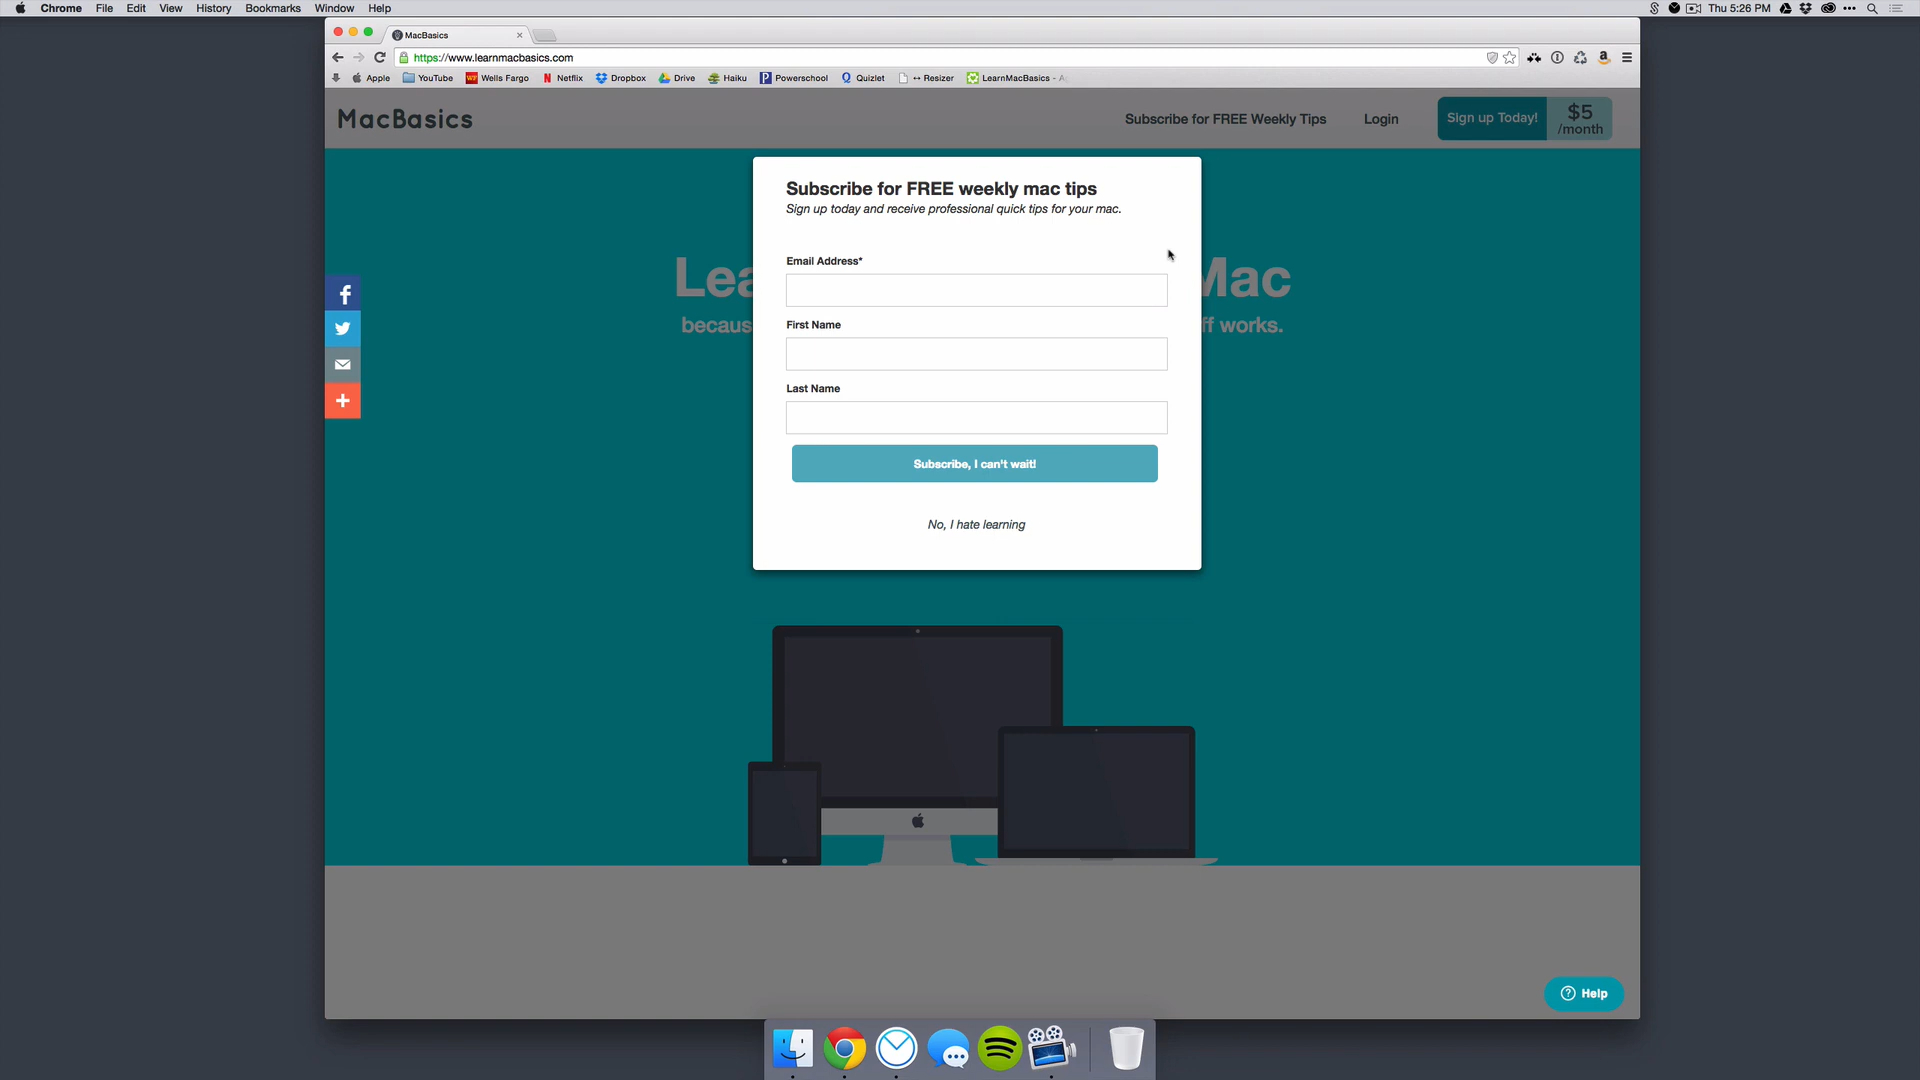 Chrome File Edit View History Bookmarks Window Help
Thu 5:26 PM
MacBasics
https://www.learnmacbasics.com
Apple YouTube Wells Fargo Netflix Dropbox Drive Haiku Powerschool Quizlet ↔ Resizer LearnMacBasics -
MacBasics
Subscribe for FREE Weekly Tips
Login
Sign up Today!
$5
/month
Subscribe for FREE weekly mac tips
Sign up today and receive professional quick tips for your mac.
Email Address*
First Name
Last Name
Subscribe, I can't wait!
No, I hate learning
Mac
works.
Help